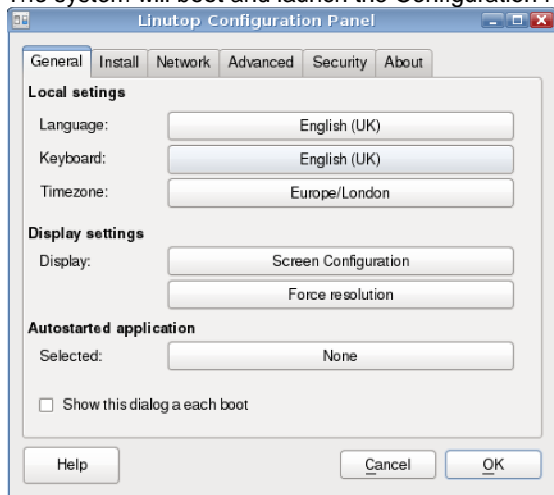 The system will boot and launch the Configuration
Linutop Configuration Panel
General Install Network Advanced Security About
Local setings
Language: English (UK)
Keyboard: English (UK)
Timezone: Europe/London
Display settings
Display: Screen Configuration
Force resolution
Autostarted application
Selected: None
Show this dialog a each boot
Help Cancel OK